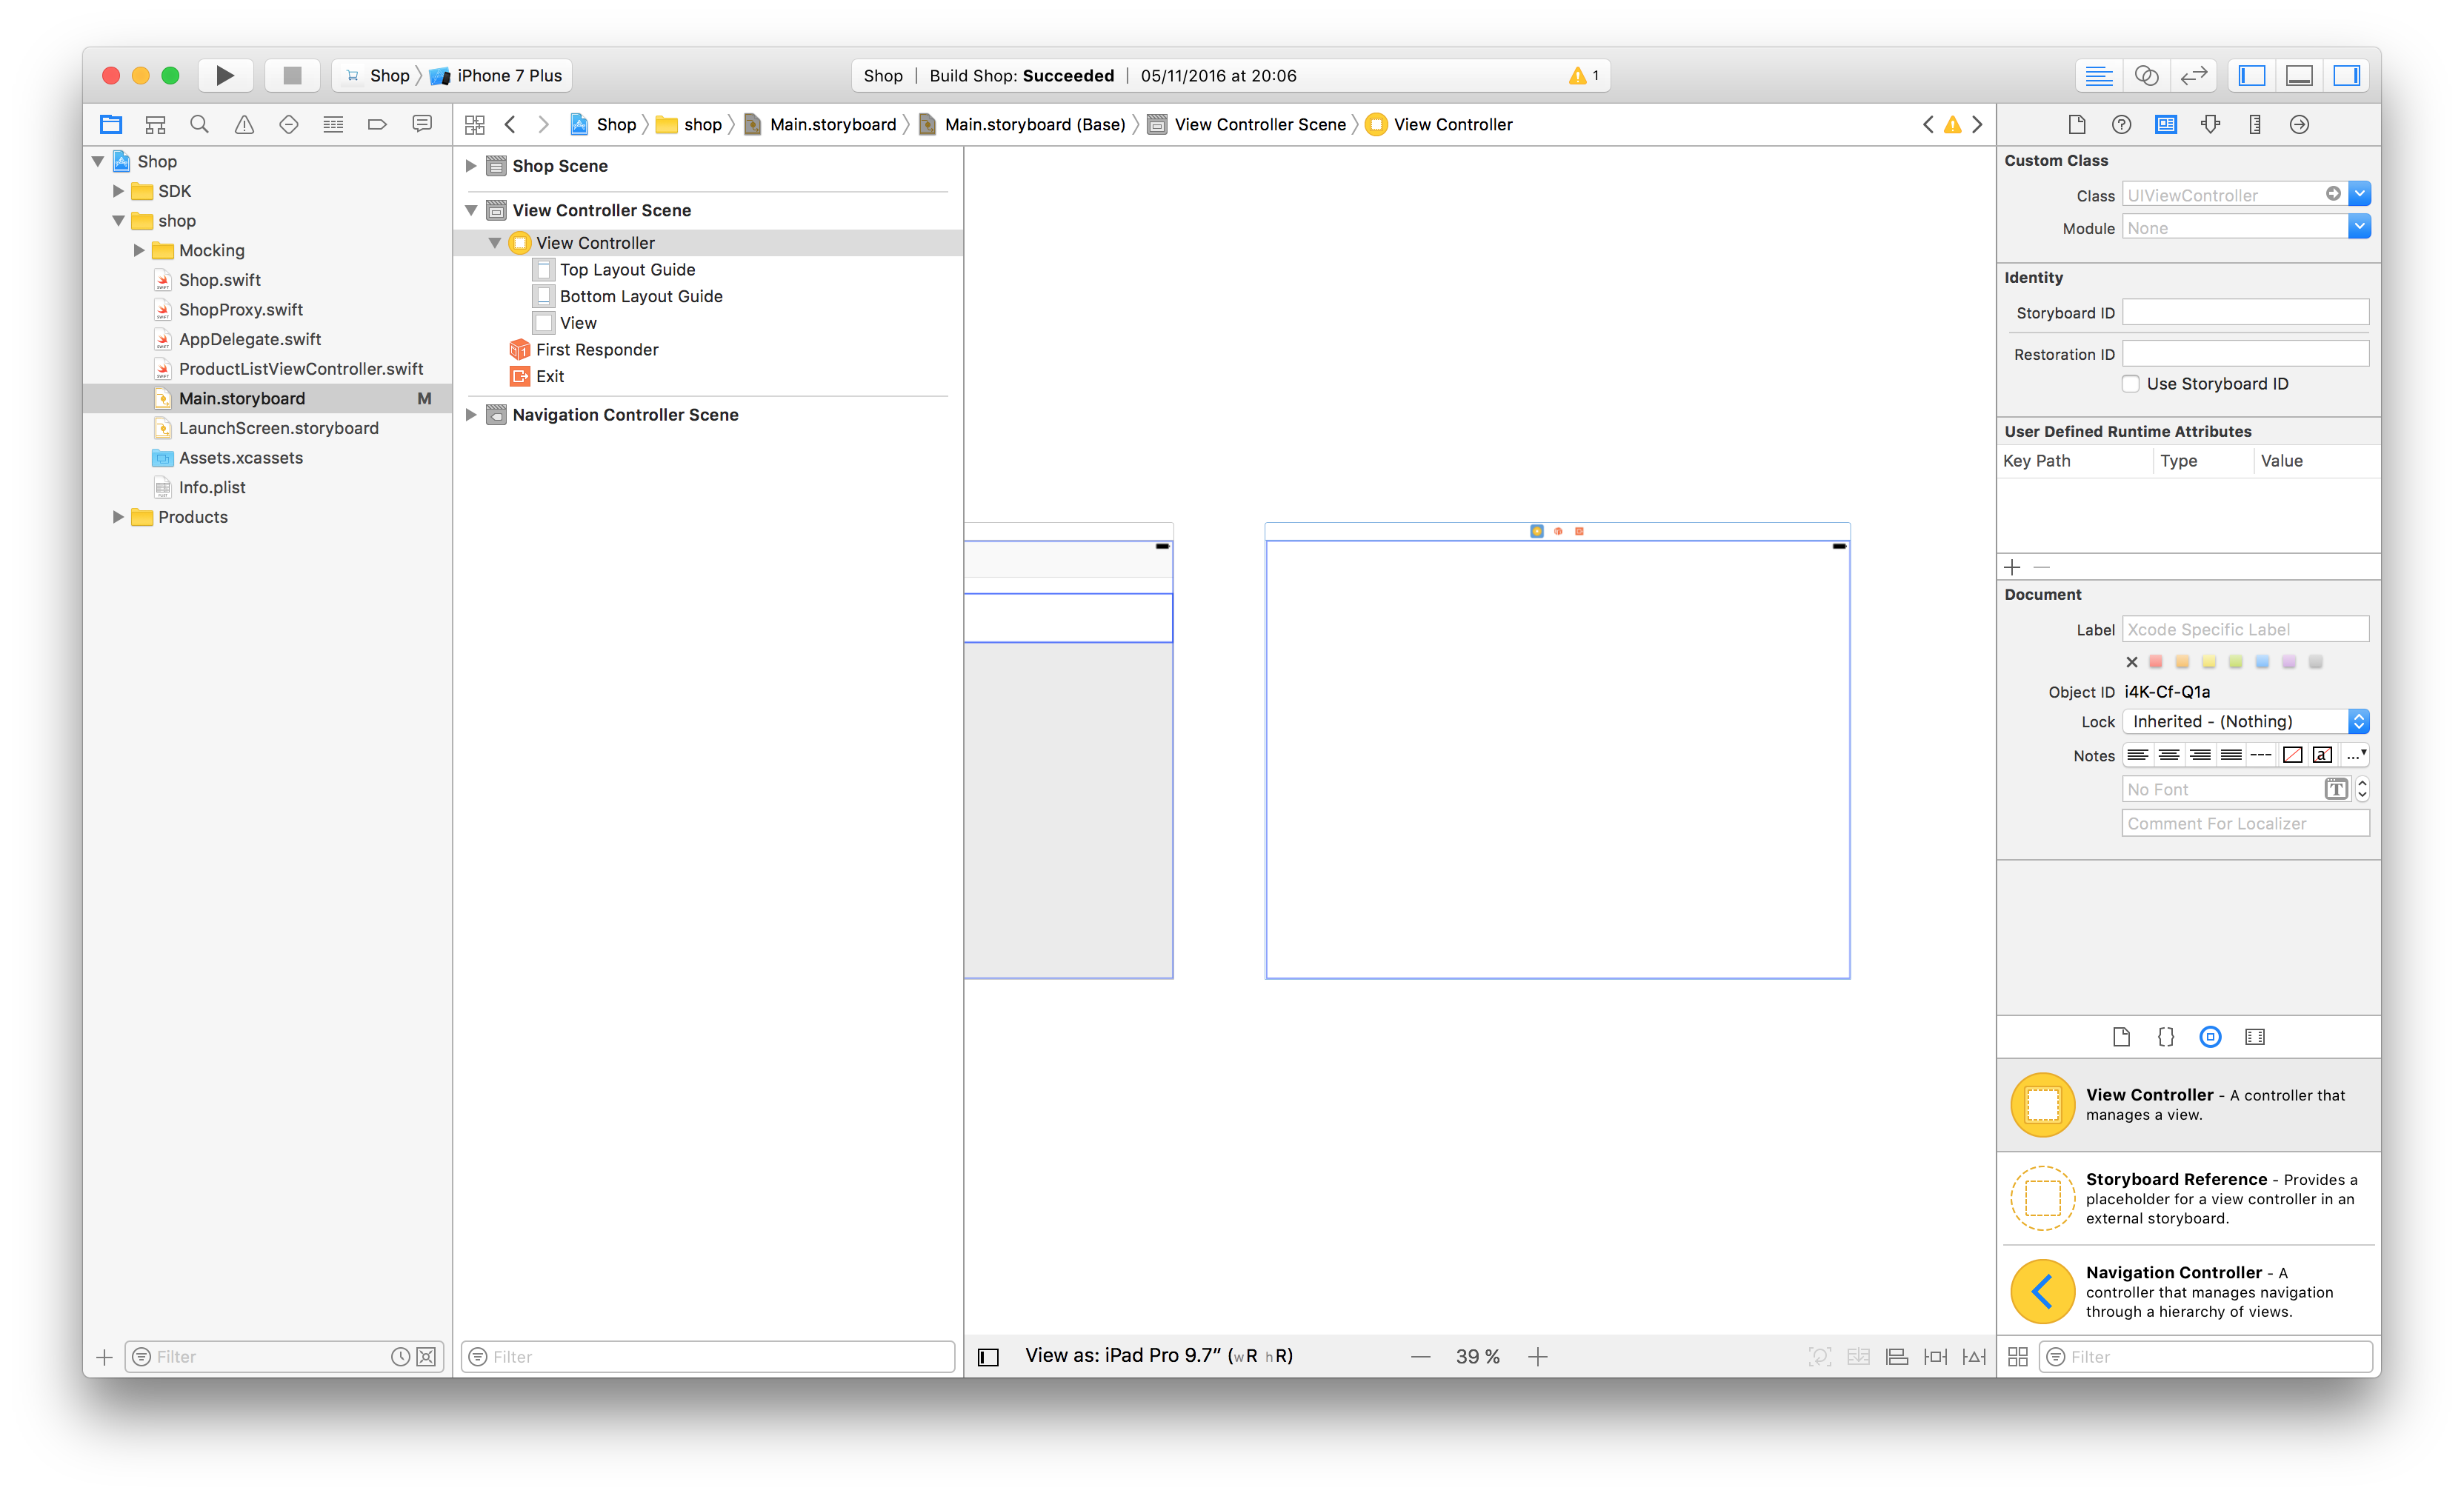 Shop iPhone 7 Plus
Shop | Build Shop: Succeeded | 05/11/2016 at 20:06
1
Shop shop Main.storyboard Main.storyboard (Base) View Controller Scene View Controller
Shop
SDK
shop
Mocking
Shop.swift
ShopProxy.swift
AppDelegate.swift
ProductListViewController.swift
Main.storyboard M
LaunchScreen.storyboard
Assets.xcassets
Info.plist
Products
Filter
Shop Scene
View Controller Scene
View Controller
Top Layout Guide
Bottom Layout Guide
View
First Responder
Exit
Navigation Controller Scene
Filter
View as: iPad Pro 9.7” (wR hR)
39 %
Custom Class
Class UIViewController
Module None
Identity
Storyboard ID
Restoration ID
Use Storyboard ID
User Defined Runtime Attributes
Key Path Type Value
Document
Label Xcode Specific Label
Object ID i4K-Cf-Q1a
Lock Inherited - (Nothing)
Notes
No Font
Comment For Localizer
View Controller - A controller that
manages a view.
Storyboard Reference - Provides a
placeholder for a view controller in an
external storyboard.
Navigation Controller - A
controller that manages navigation
through a hierarchy of views.
Filter